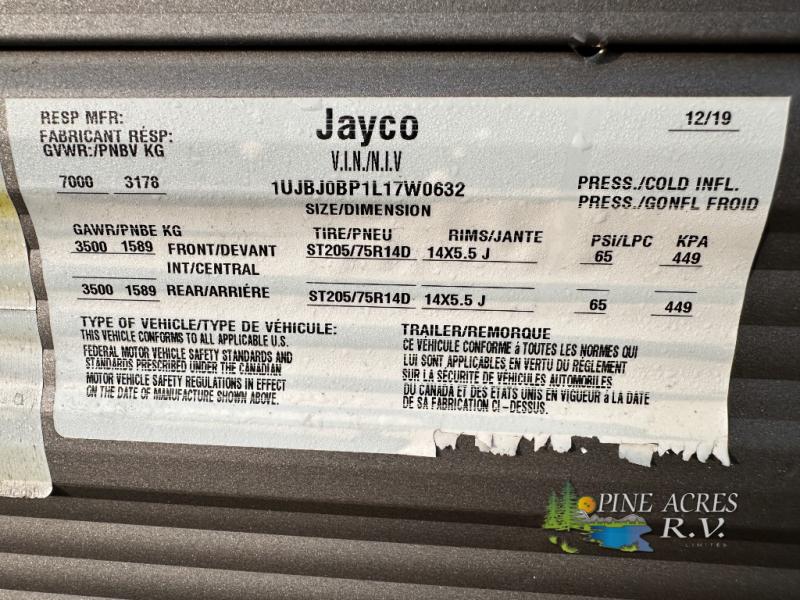 RESP MFR:
FABRICANT RÉSP:
GVWR:/PNBV KG
7000 3178
Jayco
V.I.N./N.I.V
1UJBJ0BP1L17W0632
12/19
SIZE/DIMENSION
PRESS./COLD INFL.
PRESS./GONFL FROID
GAWR/PNBE KG TIRE/PNEU RIMS/JANTE PSi/LPC KPA
3500 1589 FRONT/DEVANT ST205/75R14D 14X5.5 J 65 449
INT/CENTRAL
3500 1589 REAR/ARRIÉRE ST205/75R14D 14X5.5 J 65 449
TYPE OF VEHICLE/TYPE DE VÉHICULE:
THIS VEHICLE CONFORMS TO ALL APPLICABLE U.S.
FEDERAL MOTOR VEHICLE SAFETY STANDARDS AND
STANDARDS PRESCRIBED UNDER THE CANADIAN
MOTOR VEHICLE SAFETY REGULATIONS IN EFFECT
ON THE DATE OF MANUFACTURE SHOWN ABOVE.
TRAILER/REMORQUE
CE VÉHICULE CONFORME á TOUTES LES NORMES QUI
LUI SONT APPLICABLES EN VERTU DU RÉGLEMENT
SUR LA SÉCURITE DE VÉHICULES AUTOMOBILES
DU CANADA ET DES ÉTATS UNIS EN VIGUEUR á LA DATE
DE SA FABRICATION CI-DESSUS.
PINE ACRES
R.V.
LIMITED